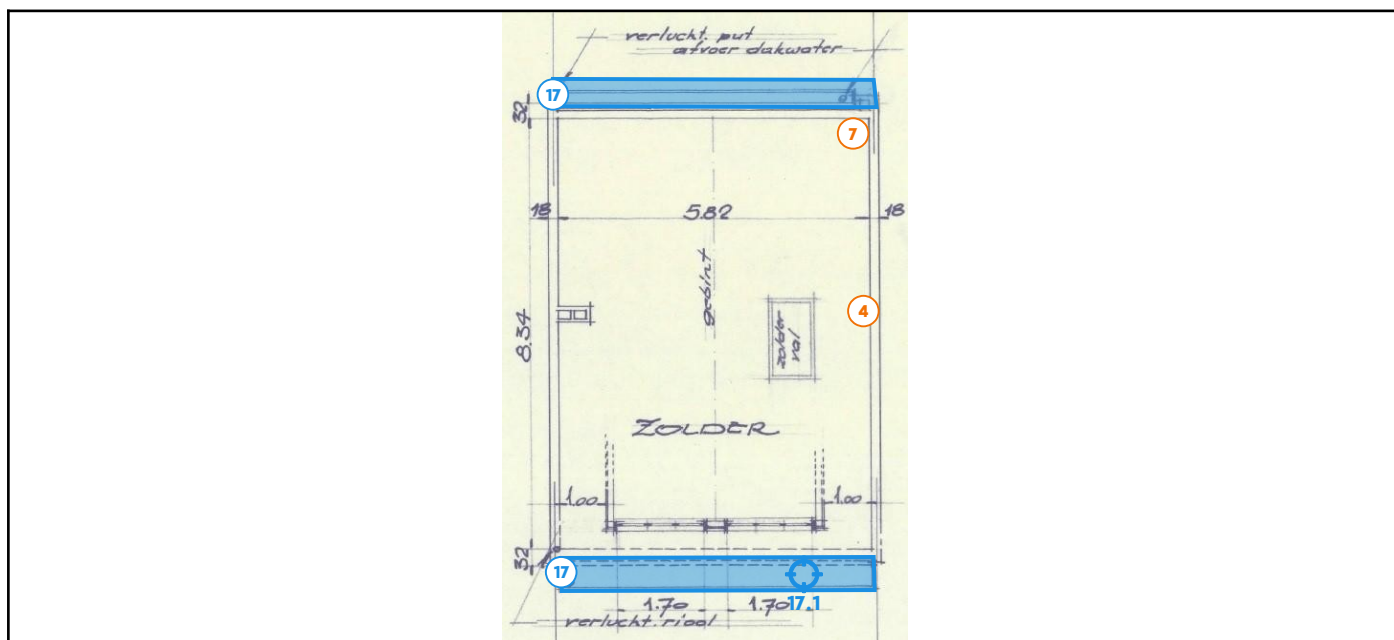 verlucht. put
afvoer dakwater
17
32
7
18
5.82
18
gebint
4
8.34
zolder
val
ZOLDER
1.00
1.00
32
17
17.1
1.70
1.70
verlucht. riool